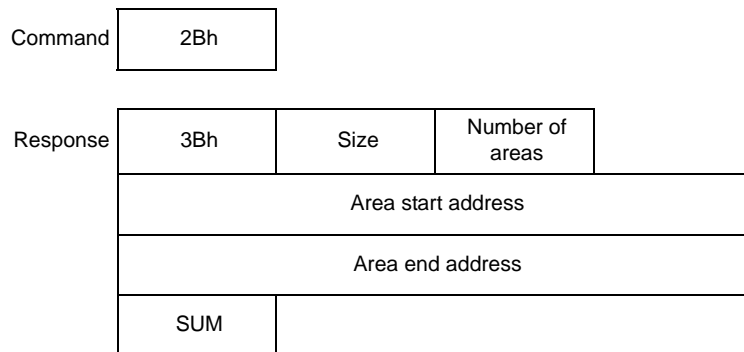 Command 2Bh
Response 3Bh Size Number of
areas
Area start address
Area end address
SUM